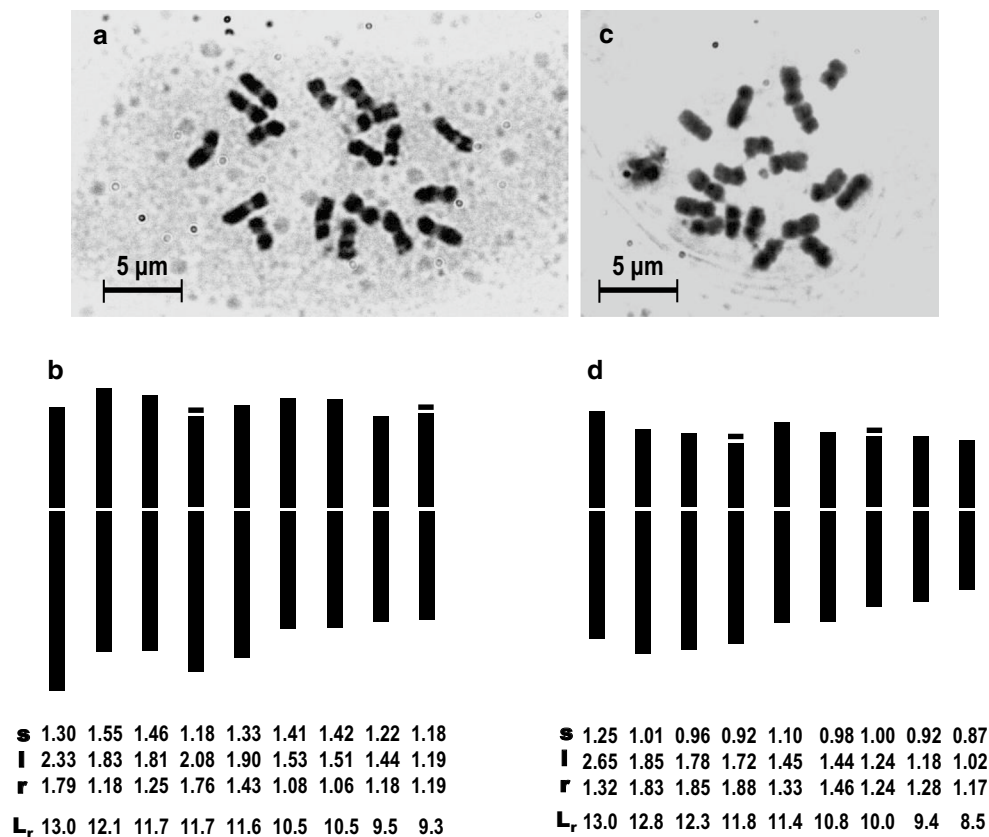 a
c
5 µm
5 µm
b
d
s 1.30 1.55 1.46 1.18 1.33 1.41 1.42 1.22 1.18
l 2.33 1.83 1.81 2.08 1.90 1.53 1.51 1.44 1.19
r 1.79 1.18 1.25 1.76 1.43 1.08 1.06 1.18 1.19
Lr 13.0 12.1 11.7 11.7 11.6 10.5 10.5 9.5 9.3
s 1.25 1.01 0.96 0.92 1.10 0.98 1.00 0.92 0.87
l 2.65 1.85 1.78 1.72 1.45 1.44 1.24 1.18 1.02
r 1.32 1.83 1.85 1.88 1.33 1.46 1.24 1.28 1.17
Lr 13.0 12.8 12.3 11.8 11.4 10.8 10.0 9.4 8.5